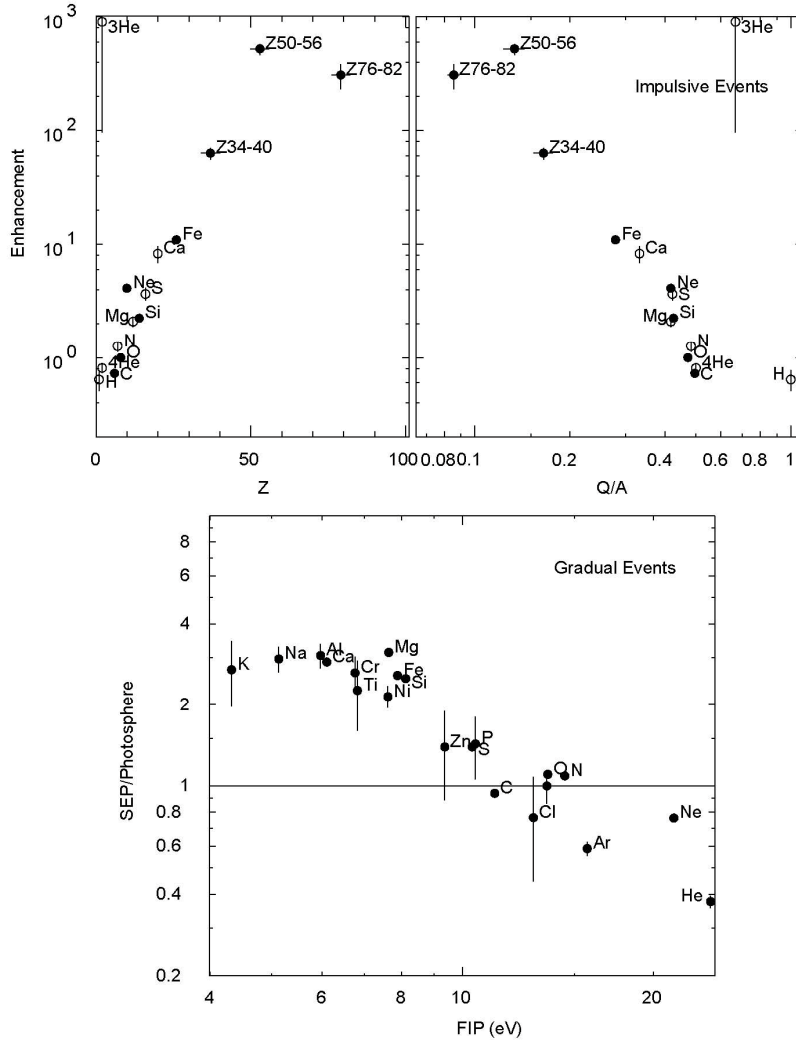 10^3
10^2
10^1
10^0
Enhancement
3He
Z50-56
Z76-82
Z34-40
Fe
Ca
Ne
S
Mg
Si
N
O
4He
C
H
0
50
100
Z
3He
Z50-56
Z76-82
Impulsive Events
Z34-40
Fe
Ca
Ne
S
Mg
Si
N
O
4He
C
H
0.08
0.1
0.2
0.4
0.6
0.8
1
Q/A
8
6
4
2
1
0.8
0.6
0.4
0.2
SEP/Photosphere
Gradual Events
K
Na
Al
Ca
Mg
Cr
Fe
Si
Ti
Ni
Zn
P
S
C
O
N
Cl
Ne
Ar
He
4
6
8
10
20
FIP (eV)